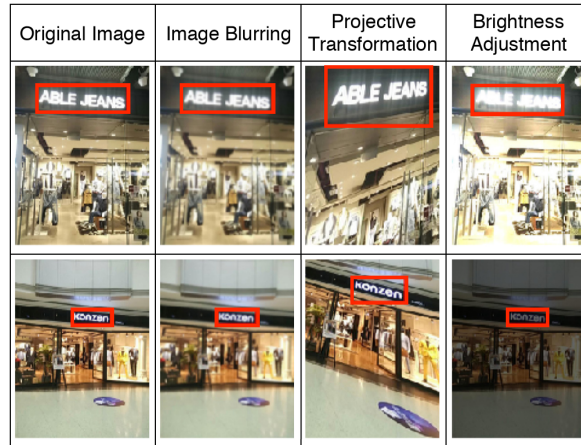 Original Image
Image Blurring
Projective
Transformation
Brightness
Adjustment
ABLE JEANS
ABLE JEANS
ABLE JEANS
ABLE JEANS
KONZEN
KONZEN
KONZEN
KONZEN